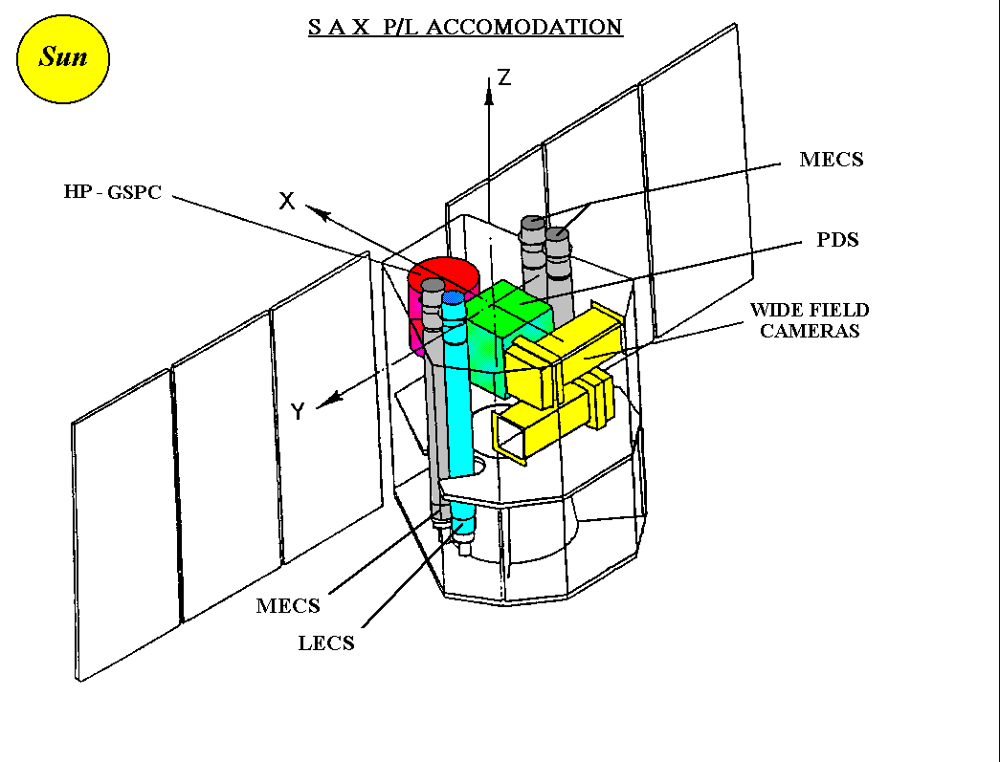 S A X P/L ACCOMODATION
Sun
Z
MECS
HP - GSPC
X
PDS
WIDE FIELD
CAMERAS
Y
MECS
LECS